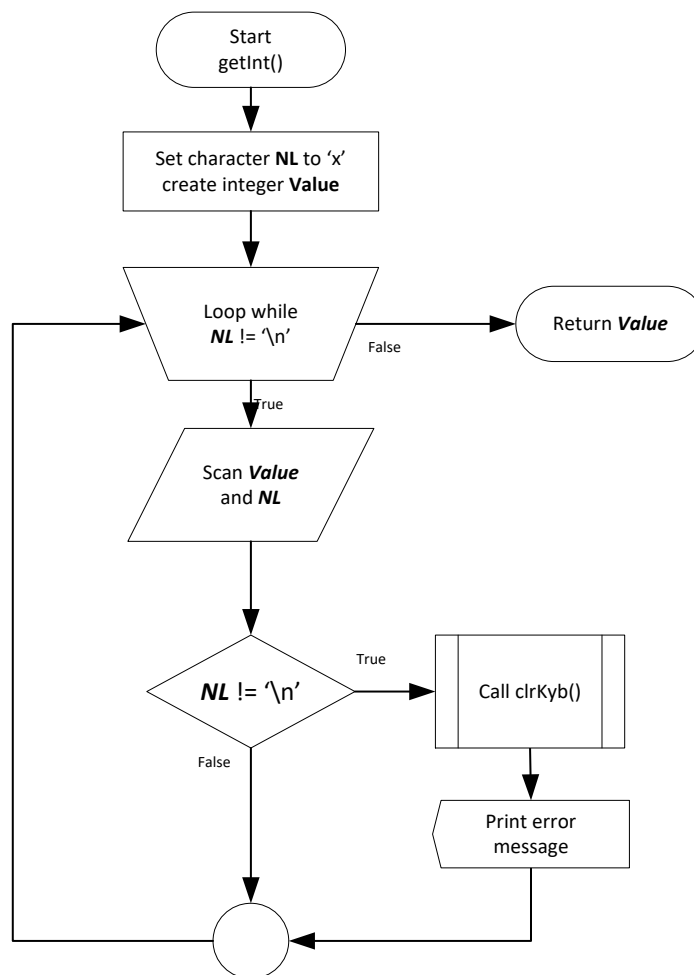 Start
getInt()
Set character NL to ‘x’
create integer Value
Loop while
NL != ‘\n’
False
Return Value
True
Scan Value
and NL
NL != ‘\n’
True
Call clrKyb()
False
Print error
message